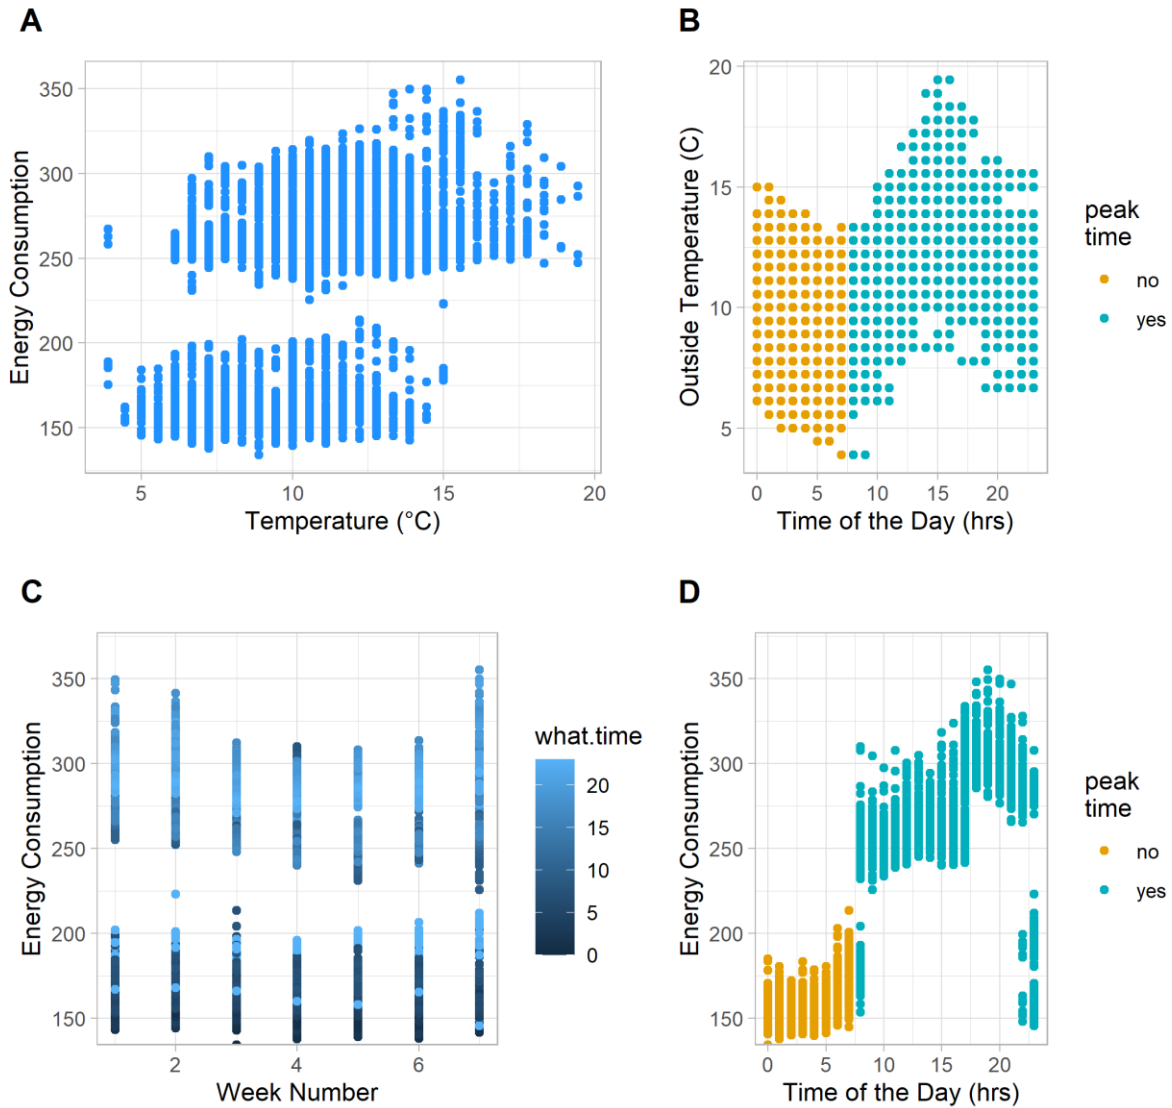 A
350
300
250
200
150
Energy Consumption
5
10
15
20
Temperature (°C)
B
20
15
10
5
Outside Temperature (C)
0
5
10
15
20
Time of the Day (hrs)
peak
time
no
yes
C
350
300
250
200
150
Energy Consumption
2
4
6
Week Number
what.time
20
15
10
5
0
D
350
300
250
200
150
Energy Consumption
0
5
10
15
20
Time of the Day (hrs)
peak
time
no
yes